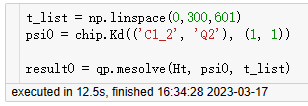 t_list = np.linspace(0,300,601)
psi0 = chip.Kd(('C1_2', 'Q2'), (1, 1))
result0 = qp.mesolve(Ht, psi0, t_list)
executed in 12.5s, finished 16:34:28 2023-03-17